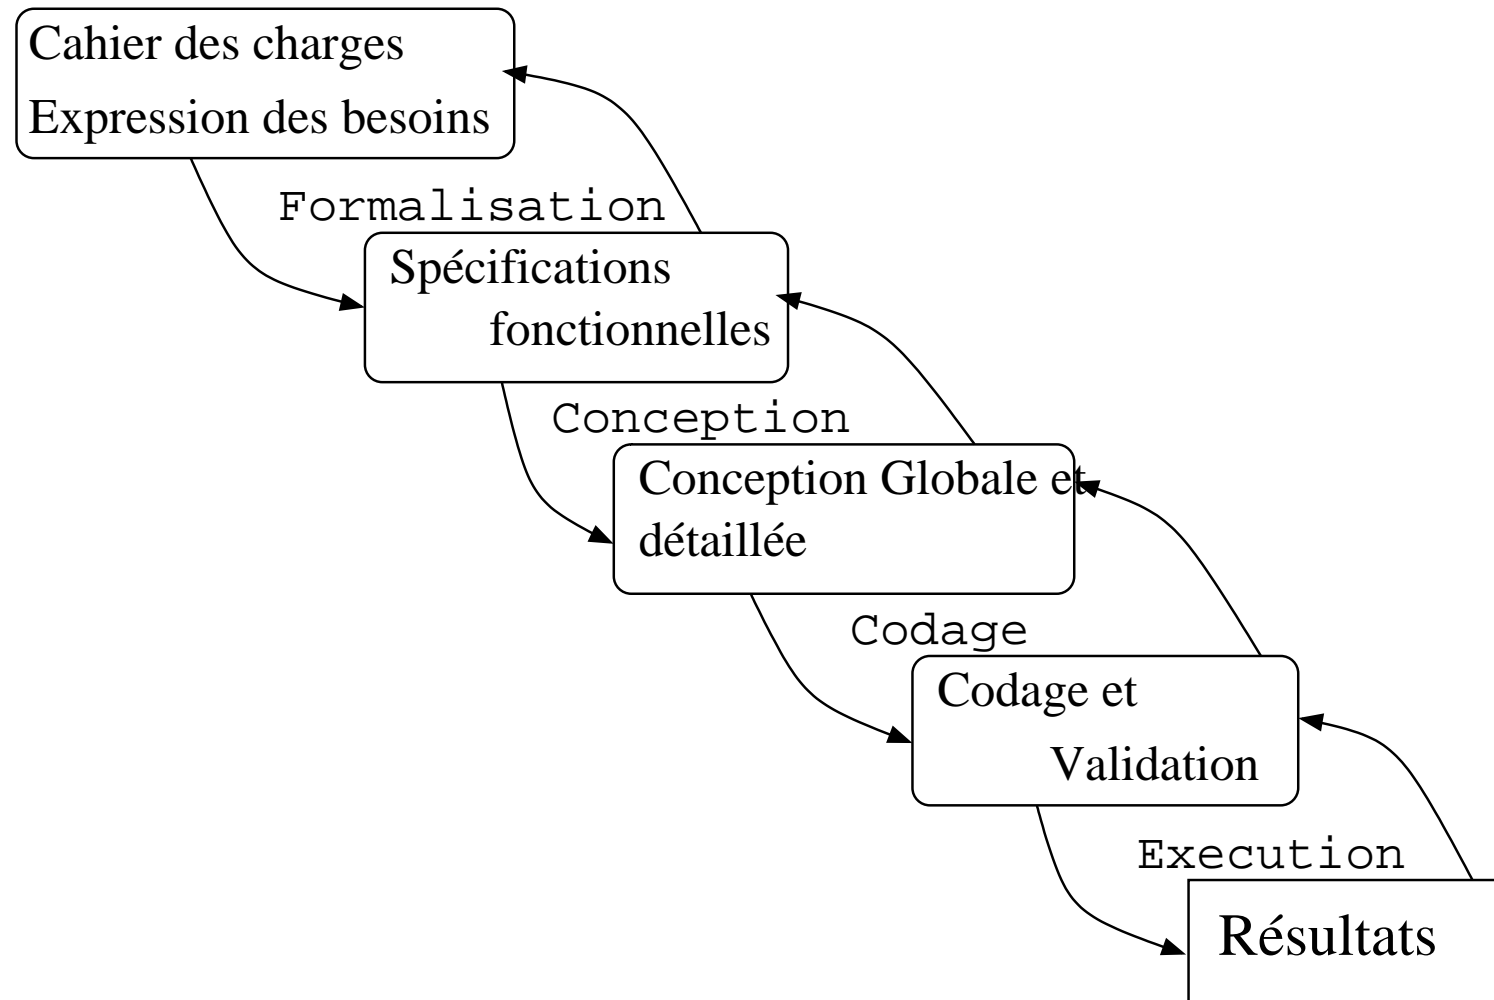 Cahier des charges
Expression des besoins
Formalisation
Spécifications
fonctionnelles
Conception
Conception Globale et
détaillée
Codage
Codage et
Validation
Execution
Résultats